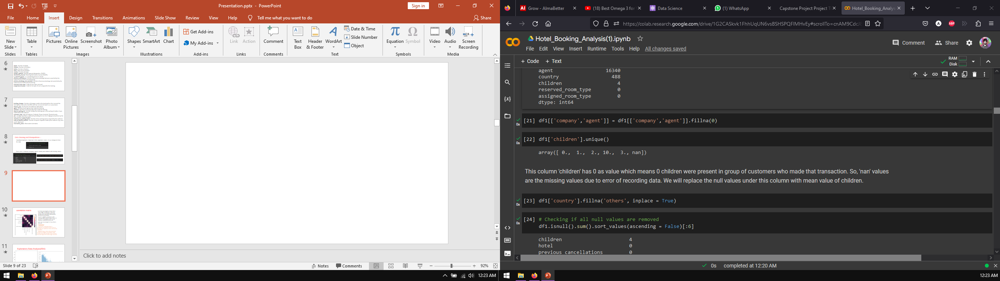 Presentation.pptx - PowerPoint
Sign in
File Home Insert Design Transitions Animations Slide Show Review View Help Tell me what you want to do Share
New Slide
Slides
Table
Tables
Pictures
Online Pictures
Screenshot
Photo Album
Images
Shapes
SmartArt
Chart
Illustrations
Get Add-ins
My Add-ins
Add-ins
Link
Action
Links
Comment
Comments
Text Box
Header & Footer
WordArt
Date & Time
Slide Number
Object
Text
Equation
Symbol
Symbols
Video
Audio
Screen Recording
Media
6
7
8
Data cleaning and Manipulation
9
10
correlation matrix
11
Exploratory Data Analysis(EDA)
Click to add notes
Slide 9 of 23
Notes
Comments
92%
12:23 AM
Grow - AlmaBetter
(18) Best Omega 3 for
Data Science
(1) WhatsApp
Capstone Project Project T
Hotel_Booking_Analysis
https://colab.research.google.com/drive/1G2CASkvk1FhhUqUN6vsBSHSPQFIMHvEy#scrollTo=cnAM9CdcJ
Hotel_Booking_Analysis(1).ipynb
Comment
Share
File Edit View Insert Runtime Tools Help All changes saved
+ Code + Text
RAM
Disk
agent 16340
country 488
children 4
reserved_room_type 0
assigned_room_type 0
dtype: int64
[21] df1[['company','agent']] = df1[['company','agent']].fillna(0)
0s
[22] df1['children'].unique()
0s
array([ 0., 1., 2., 10., 3., nan])
This column 'children' has 0 as value which means 0 children were present in group of customers who made that transaction. So, 'nan' values
are the missing values due to error of recording data. We will replace the null values under this column with mean value of children.
[23] df1['country'].fillna('others', inplace = True)
0s
[24] # Checking if all null values are removed
0s
df1.isnull().sum().sort_values(ascending = False)[:6]
children 4
hotel 0
previous_cancellations 0
0s completed at 12:20 AM
12:23 AM